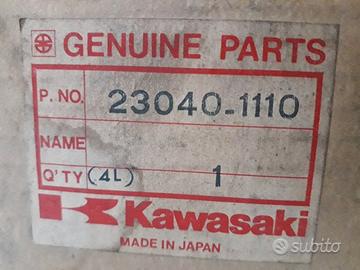 GENUINE PARTS
P. NO. 23040-1110
NAME
Q'TY (4L) 1
Kawasaki
MADE IN JAPAN
subito